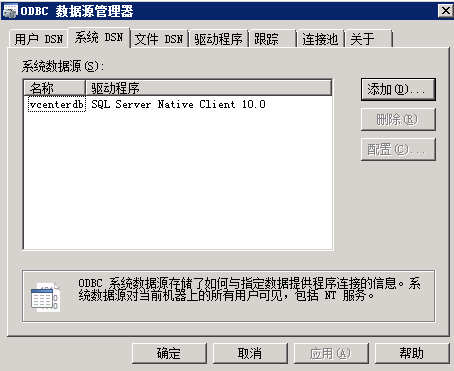 ODBC 数据源管理器
用户 DSN 系统 DSN 文件 DSN 驱动程序 跟踪 连接池 关于
系统数据源(S):
名称 驱动程序
vcenterdb SQL Server Native Client 10.0
添加(D)...
删除(R)
配置(C)...
ODBC 系统数据源存储了如何与指定数据提供程序连接的信息。系
统数据源对当前机器上的所有用户可见，包括 NT 服务。
确定 取消 应用(A) 帮助